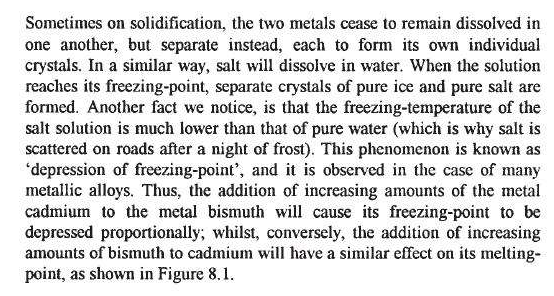 Sometimes on solidification, the two metals cease to remain dissolved in
one another, but separate instead, each to form its own individual
crystals. In a similar way, salt will dissolve in water. When the solution
reaches its freezing-point, separate crystals of pure ice and pure salt are
formed. Another fact we notice, is that the freezing-temperature of the
salt solution is much lower than that of pure water (which is why salt is
scattered on roads after a night of frost). This phenomenon is known as
‘depression of freezing-point’, and it is observed in the case of many
metallic alloys. Thus, the addition of increasing amounts of the metal
cadmium to the metal bismuth will cause its freezing-point to be
depressed proportionally; whilst, conversely, the addition of increasing
amounts of bismuth to cadmium will have a similar effect on its melting-
point, as shown in Figure 8.1.